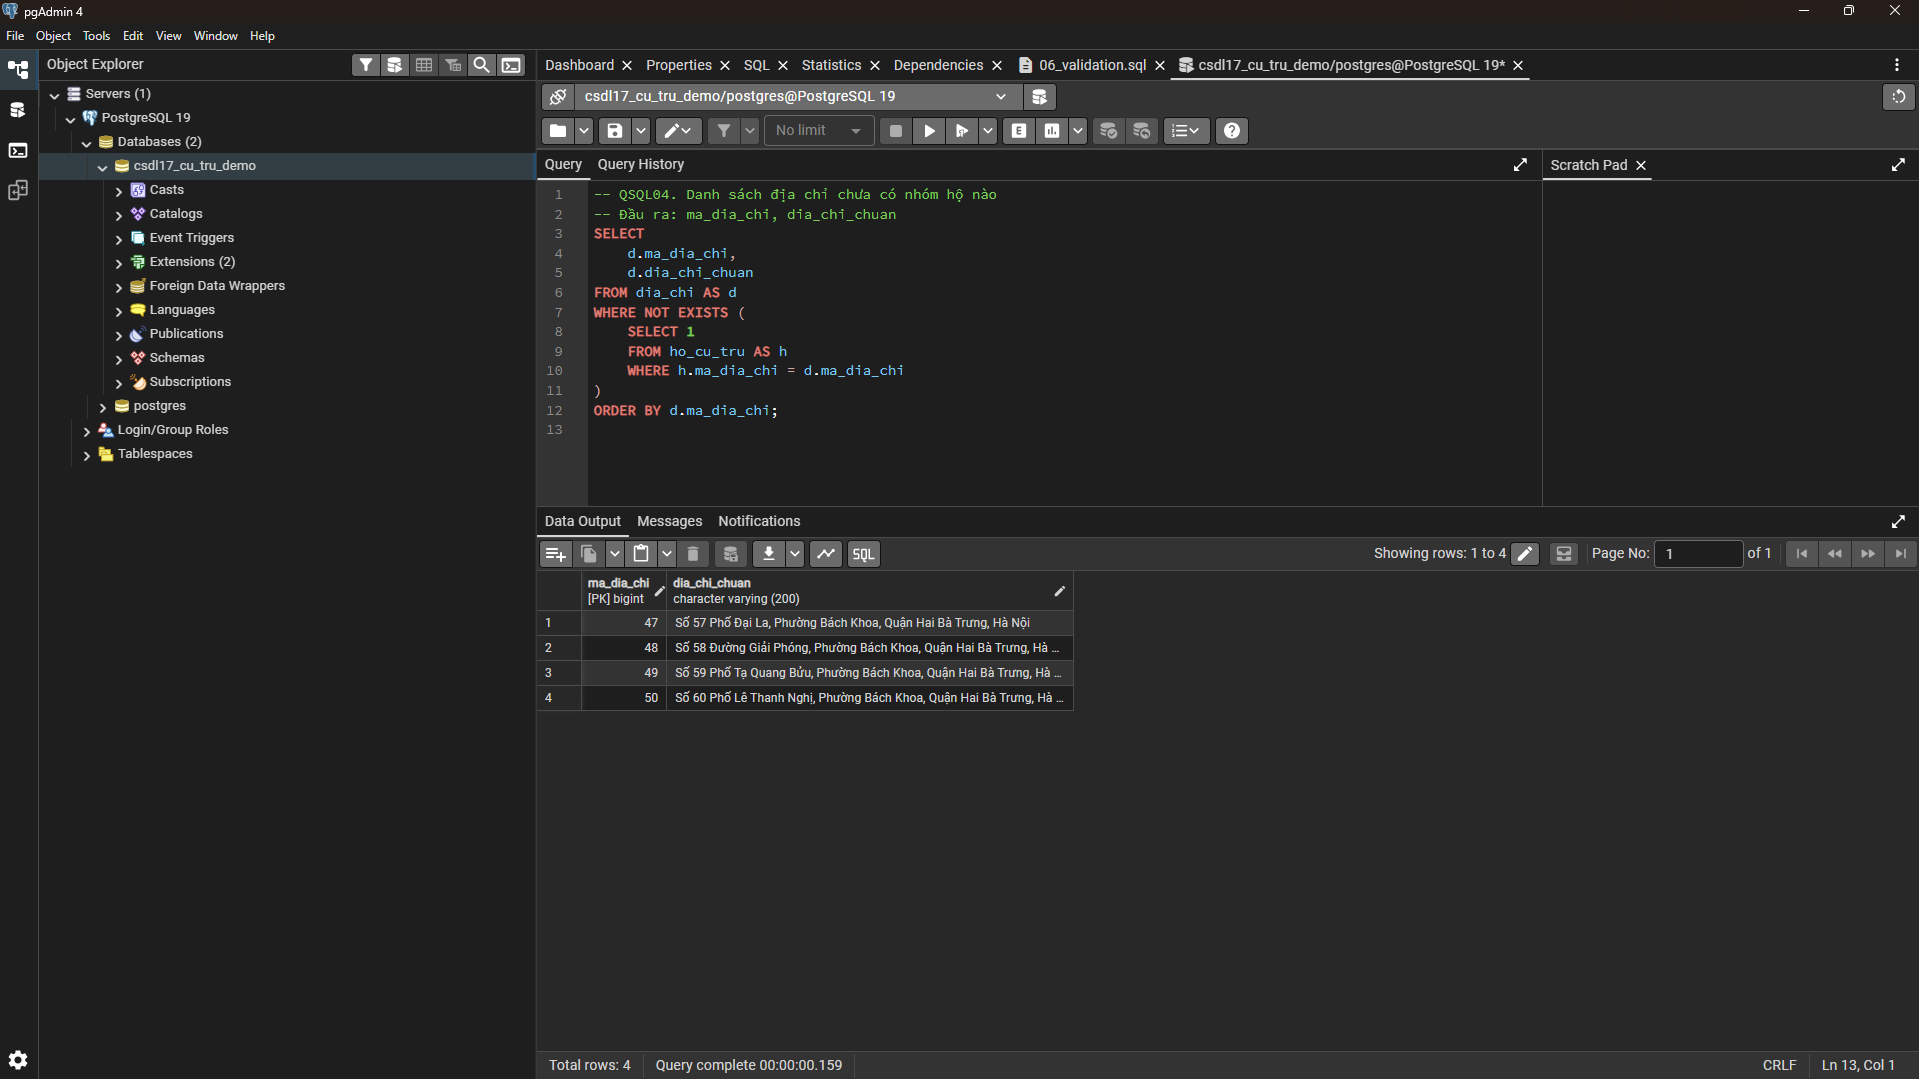 pgAdmin 4
File Object Tools Edit View Window Help
Object Explorer
Servers (1)
PostgreSQL 19
Databases (2)
csdl17_cu_tru_demo
Casts
Catalogs
Event Triggers
Extensions (2)
Foreign Data Wrappers
Languages
Publications
Schemas
Subscriptions
postgres
Login/Group Roles
Tablespaces
Dashboard Properties SQL Statistics Dependencies 06_validation.sql csdl17_cu_tru_demo/postgres@PostgreSQL 19*
csdl17_cu_tru_demo/postgres@PostgreSQL 19
No limit E
Query Query History
Scratch Pad
1 -- QSQL04. Danh sách địa chỉ chưa có nhóm hộ nào
2 -- Đầu ra: ma_dia_chi, dia_chi_chuan
3 SELECT
4 d.ma_dia_chi,
5 d.dia_chi_chuan
6 FROM dia_chi AS d
7 WHERE NOT EXISTS (
8 SELECT 1
9 FROM ho_cu_tru AS h
10 WHERE h.ma_dia_chi = d.ma_dia_chi
11 )
12 ORDER BY d.ma_dia_chi;
13
Data Output Messages Notifications
SQL Showing rows: 1 to 4 Page No: 1 of 1
ma_dia_chi dia_chi_chuan
[PK] bigint character varying (200)
1 47 Số 57 Phố Đại La, Phường Bách Khoa, Quận Hai Bà Trưng, Hà Nội
2 48 Số 58 Đường Giải Phóng, Phường Bách Khoa, Quận Hai Bà Trưng, Hà ...
3 49 Số 59 Phố Tạ Quang Bửu, Phường Bách Khoa, Quận Hai Bà Trưng, Hà ...
4 50 Số 60 Phố Lê Thanh Nghị, Phường Bách Khoa, Quận Hai Bà Trưng, Hà ...
Total rows: 4 Query complete 00:00:00.159 CRLF Ln 13, Col 1